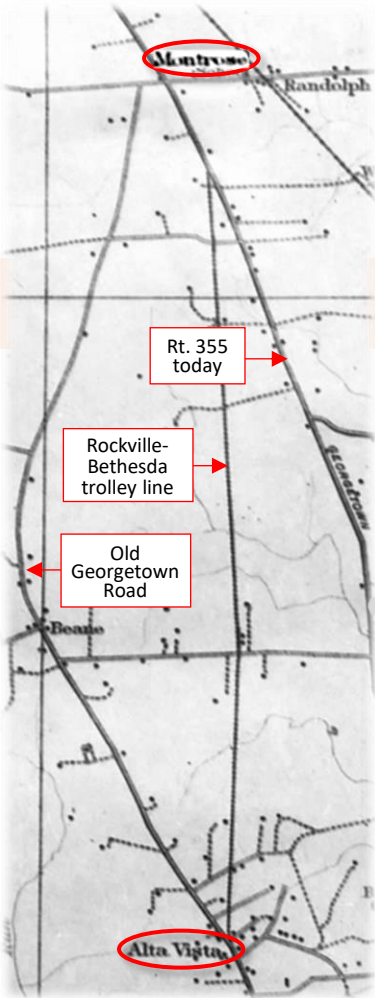 Montrose
Randolph
Rt. 355
today
Rockville-
Bethesda
trolley line
GEORGETOWN
Old
Georgetown
Road
Beane
Alta Vista